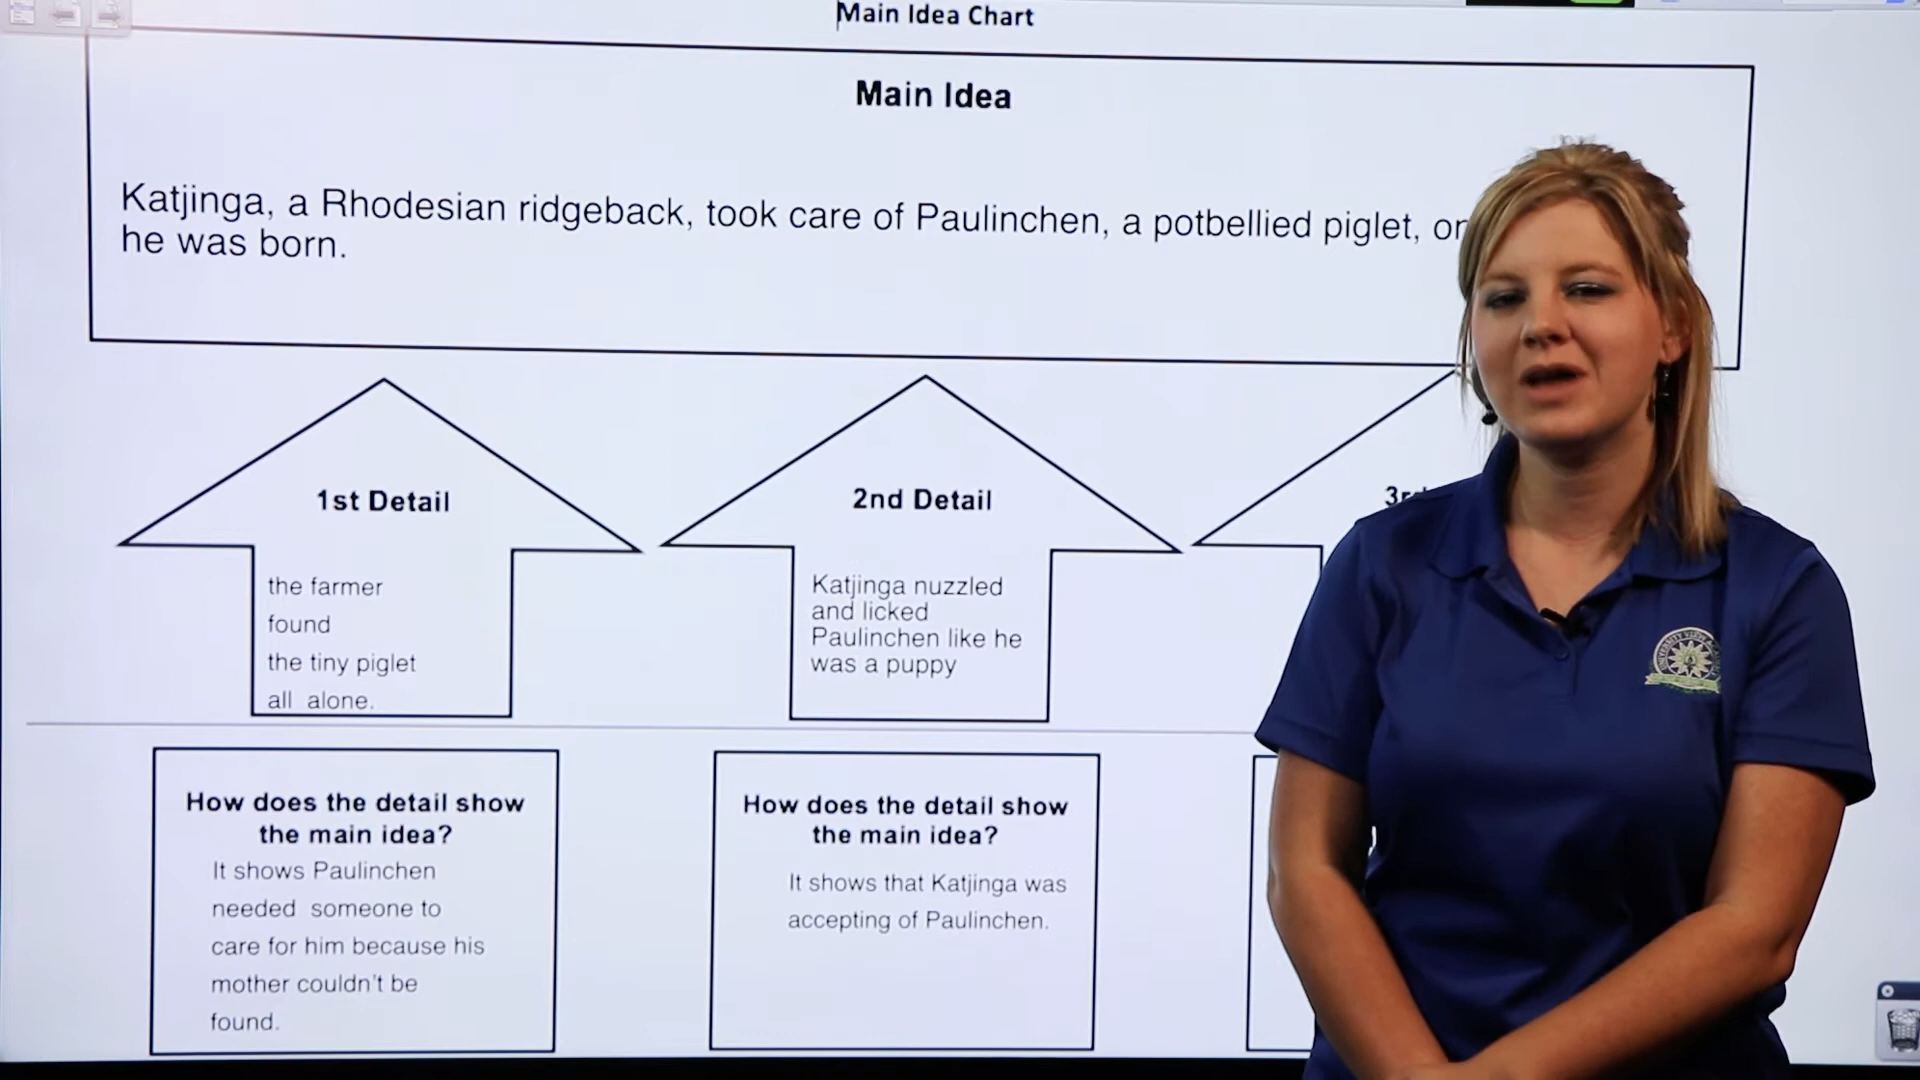 Main Idea Chart
Main Idea
Katjinga, a Rhodesian ridgeback, took care of Paulinchen, a potbellied piglet,
he was born.
1st Detail
the farmer
found
the tiny piglet
all alone.
2nd Detail
Katjinga nuzzled
and licked
Paulinchen like he
was a puppy
How does the detail show
the main idea?
It shows Paulinchen
needed someone to
care for him because his
mother couldn't be
found.
How does the detail show
the main idea?
It shows that Katjinga was
accepting of Paulinchen.